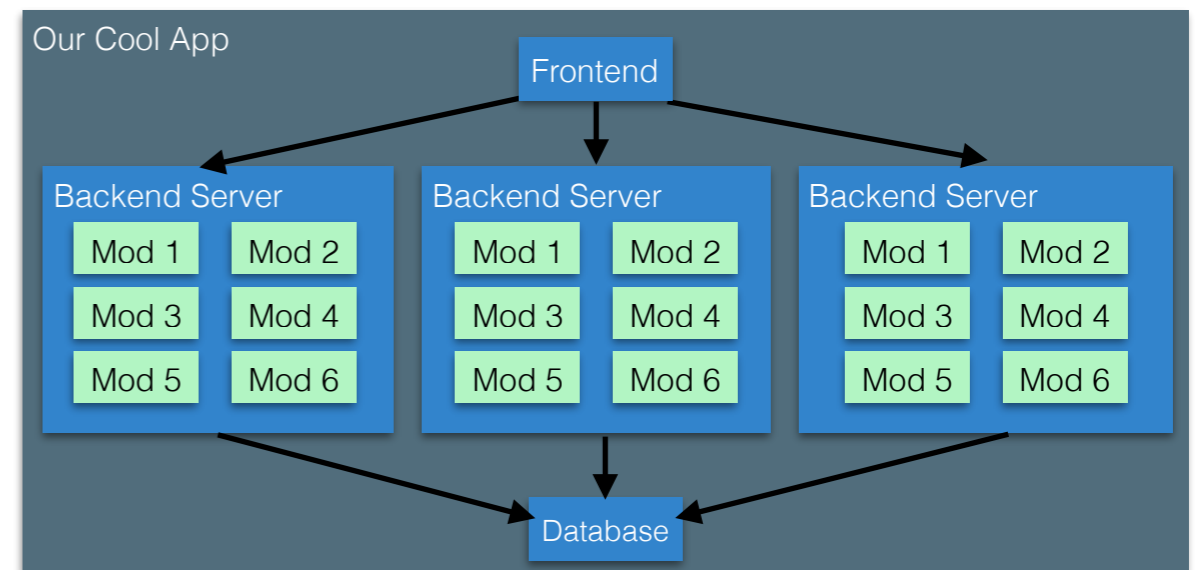 Our Cool App
Frontend
Backend Server
Mod 1 Mod 2
Mod 3 Mod 4
Mod 5 Mod 6
Backend Server
Mod 1 Mod 2
Mod 3 Mod 4
Mod 5 Mod 6
Backend Server
Mod 1 Mod 2
Mod 3 Mod 4
Mod 5 Mod 6
Database